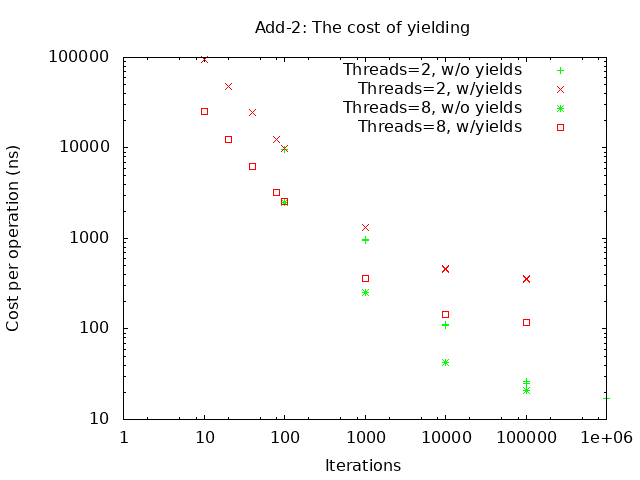 Add-2: The cost of yielding
100000
10000
1000
100
10
Cost per operation (ns)
Threads=2, w/o yields
Threads=2, w/yields
Threads=8, w/o yields
Threads=8, w/yields
1 10 100 1000 10000 100000 1e+06
Iterations